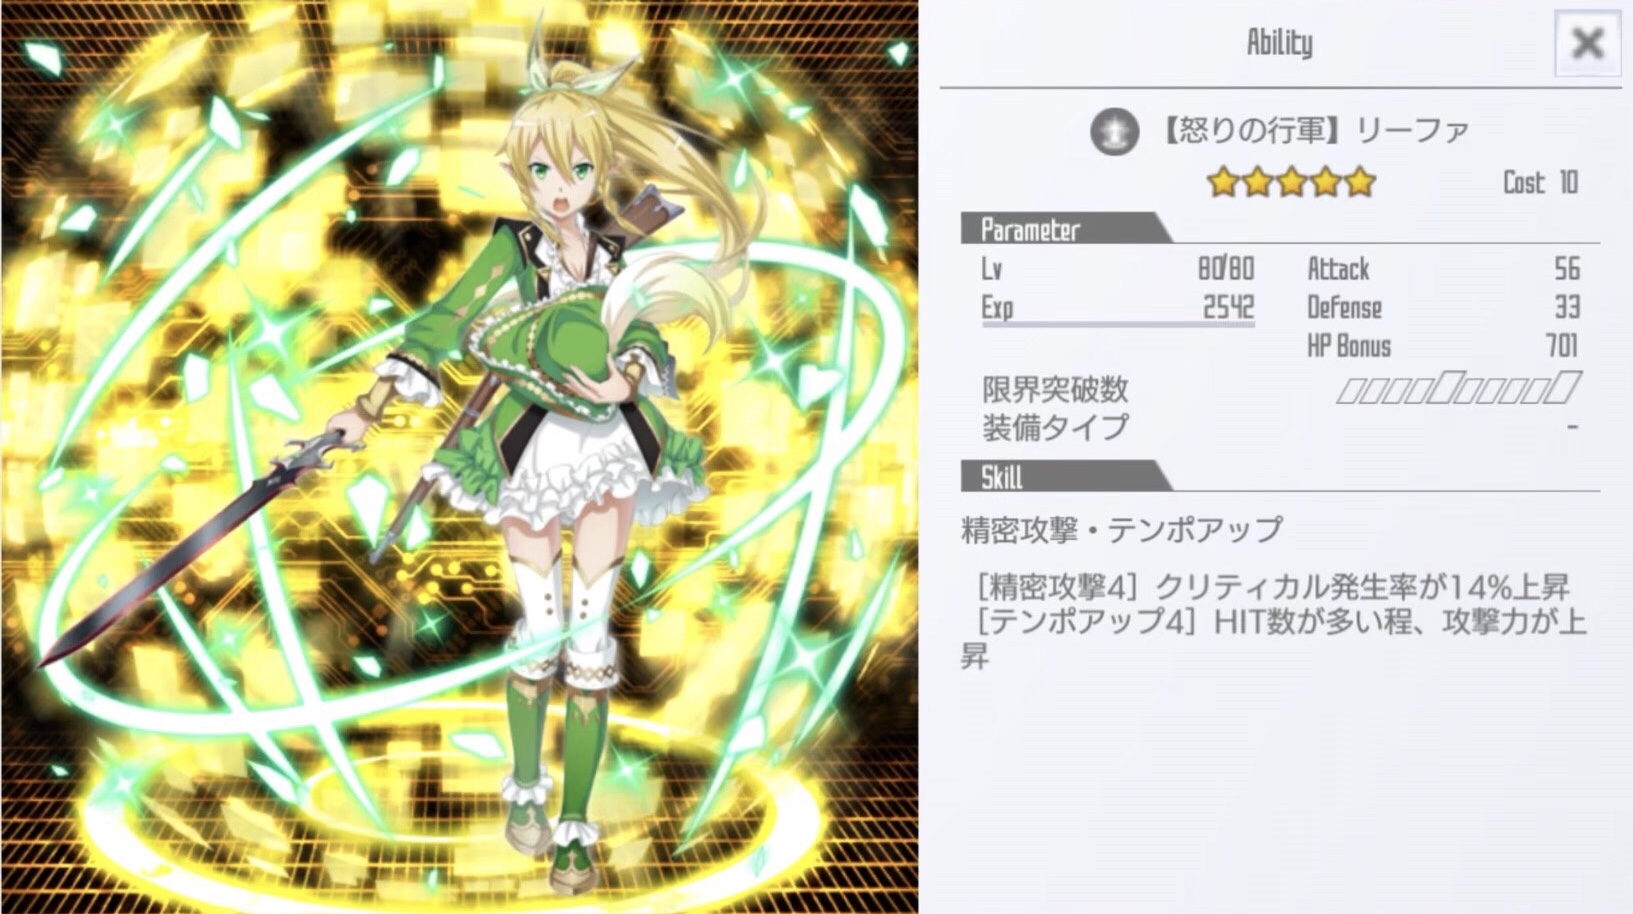 Ability
【怒りの行軍】リーファ
Cost 10
Parameter
Lv 80/80 Attack 56
Exp 2542 Defense 33
HP Bonus 701
限界突破数
装備タイプ -
Skill
精密攻撃・テンポアップ
［精密攻撃4］クリティカル発生率が14%上昇
［テンポアップ4］HIT数が多い程、攻撃力が上
昇